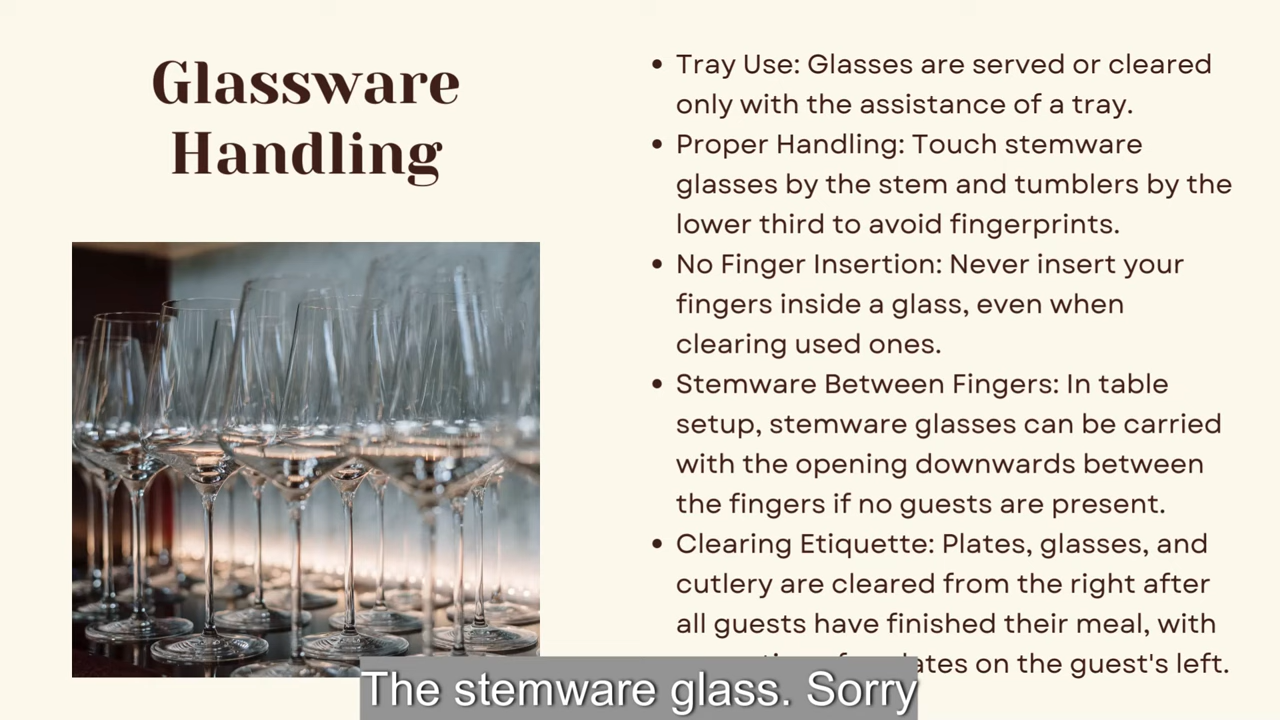 Glassware
Handling
• Tray Use: Glasses are served or cleared
only with the assistance of a tray.
• Proper Handling: Touch stemware
glasses by the stem and tumblers by the
lower third to avoid fingerprints.
• No Finger Insertion: Never insert your
fingers inside a glass, even when
clearing used ones.
• Stemware Between Fingers: In table
setup, stemware glasses can be carried
with the opening downwards between
the fingers if no guests are present.
• Clearing Etiquette: Plates, glasses, and
cutlery are cleared from the right after
all guests have finished their meal, with
on the guest's left.
The stemware glass. Sorry